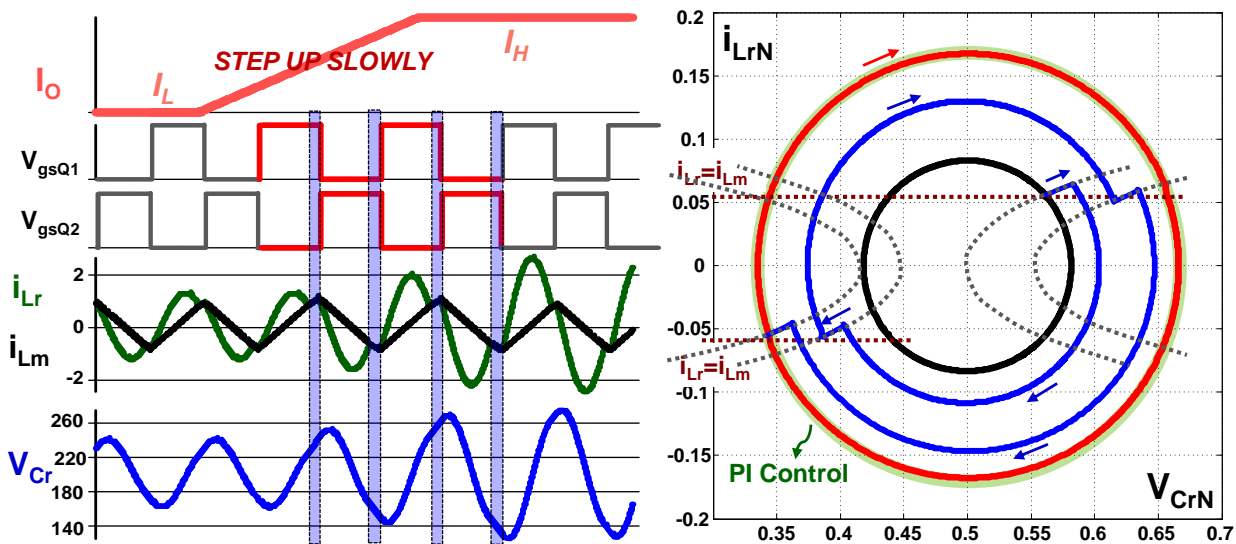 I_O
I_L
STEP UP SLOWLY
I_H
V_gsQ1
V_gsQ2
i_Lr
i_Lm
2
0
-2
V_Cr
260
220
180
140
i_LrN
0.2
0.15
0.1
i_Lr=i_Lm
0.05
0
-0.05
i_Lr=i_Lm
-0.1
-0.15
-0.2
PI Control
V_CrN
0.35 0.4 0.45 0.5 0.55 0.6 0.65 0.7